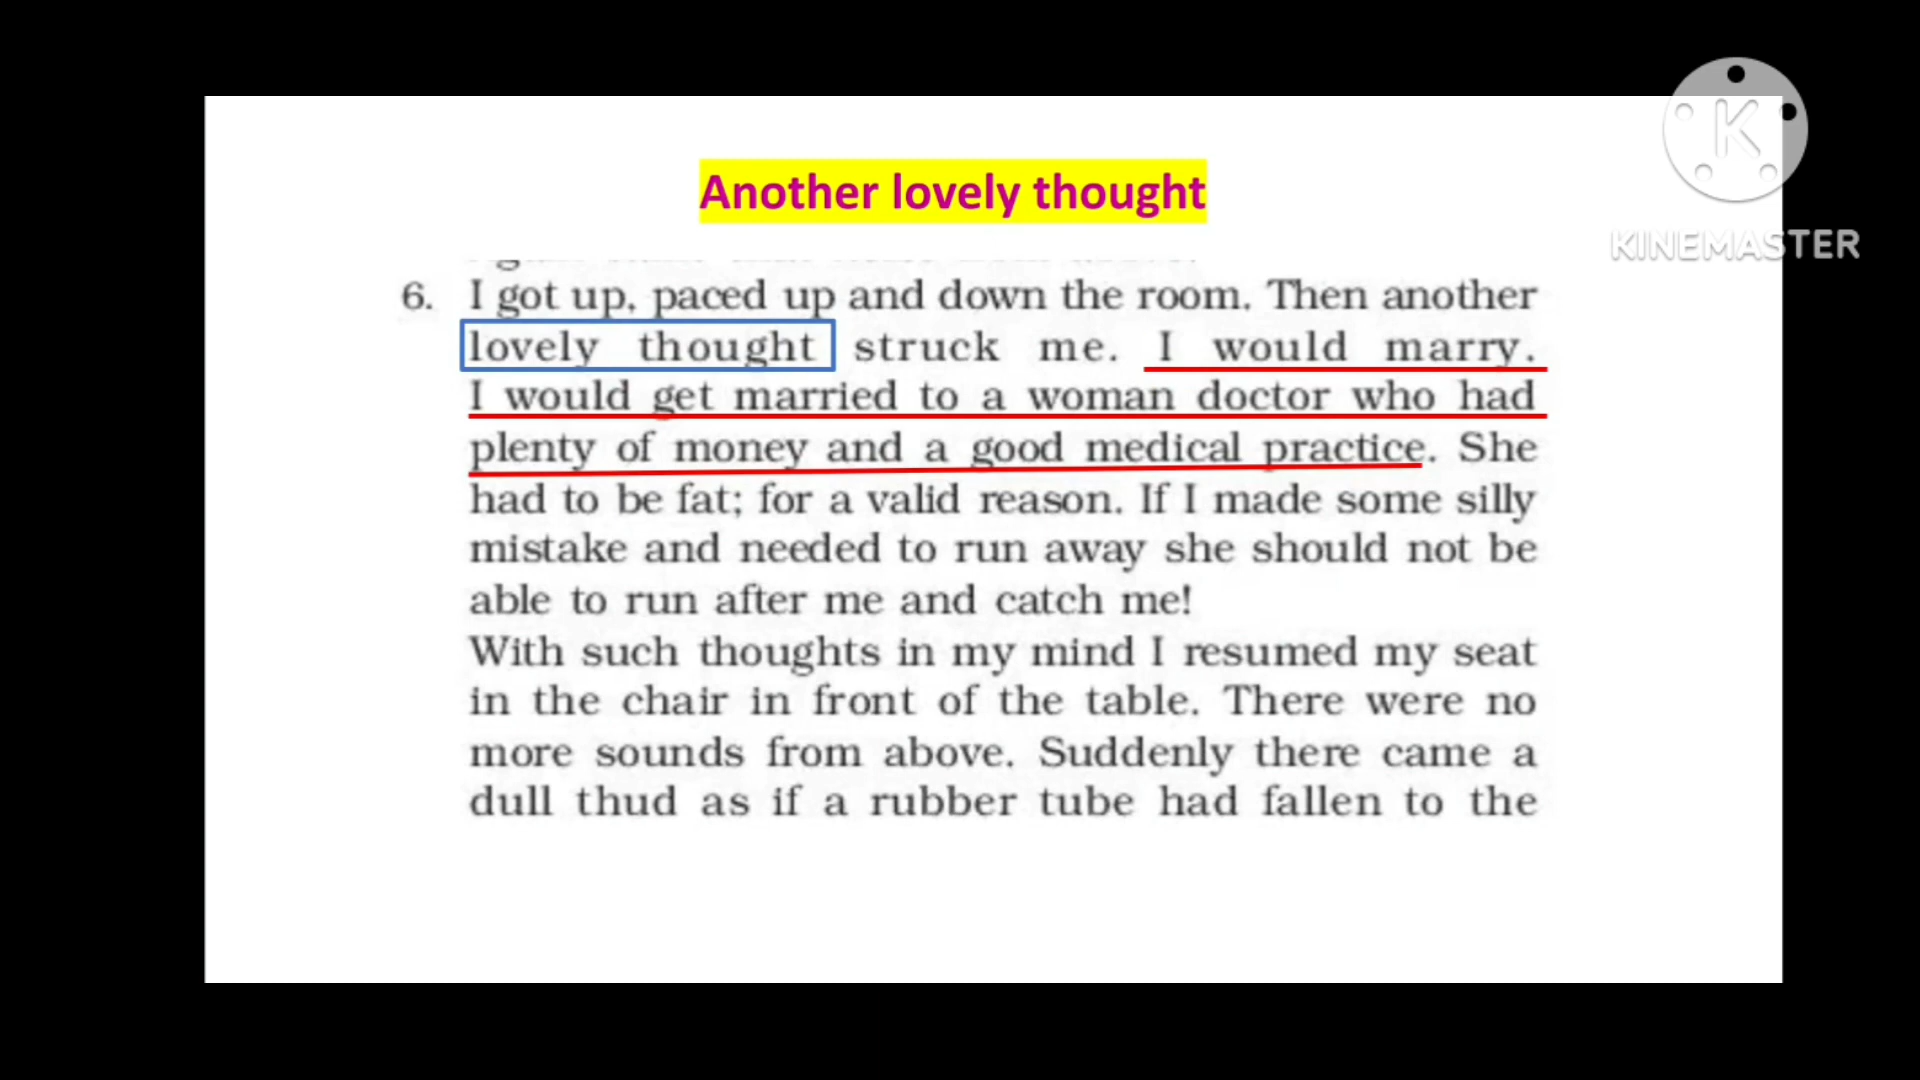 Another lovely thought
KINEMASTER
6. I got up, paced up and down the room. Then another
lovely thought struck me. I would marry.
I would get married to a woman doctor who had
plenty of money and a good medical practice. She
had to be fat; for a valid reason. If I made some silly
mistake and needed to run away she should not be
able to run after me and catch me!
With such thoughts in my mind I resumed my seat
in the chair in front of the table. There were no
more sounds from above. Suddenly there came a
dull thud as if a rubber tube had fallen to the